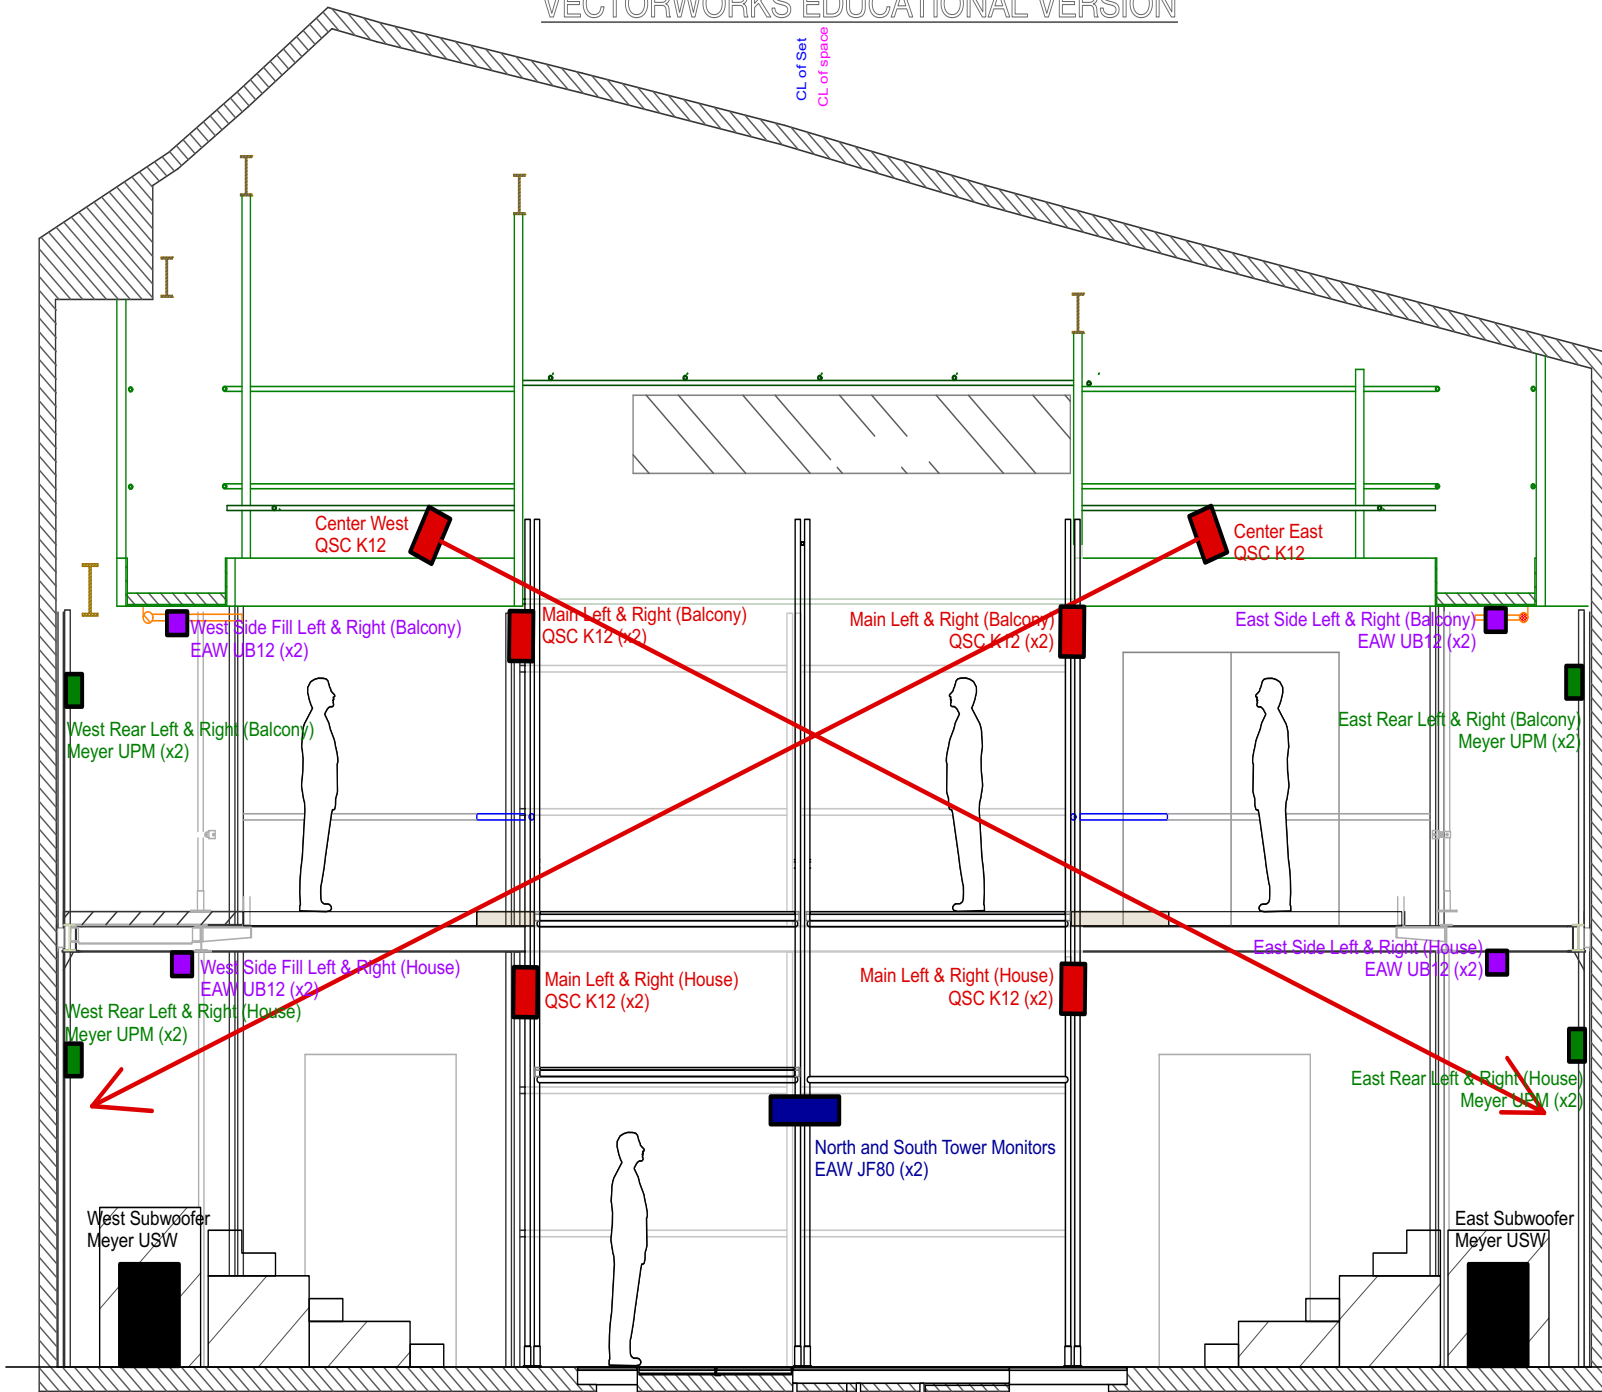 VECTORWORKS EDUCATIONAL VERSION
CL of Set
CL of space
Center West
QSC K12
Center East
QSC K12
West Side Fill Left & Right (Balcony)
EAW UB12 (x2)
Main Left & Right (Balcony)
QSC K12 (x2)
Main Left & Right (Balcony)
QSC K12 (x2)
East Side Left & Right (Balcony)
EAW UB12 (x2)
West Rear Left & Right (Balcony)
Meyer UPM (x2)
East Rear Left & Right (Balcony)
Meyer UPM (x2)
West Side Fill Left & Right (House)
EAW UB12 (x2)
West Rear Left & Right (House)
Meyer UPM (x2)
Main Left & Right (House)
QSC K12 (x2)
Main Left & Right (House)
QSC K12 (x2)
East Side Left & Right (House)
EAW UB12 (x2)
East Rear Left & Right (House)
Meyer UPM (x2)
North and South Tower Monitors
EAW JF80 (x2)
West Subwoofer
Meyer USW
East Subwoofer
Meyer USW